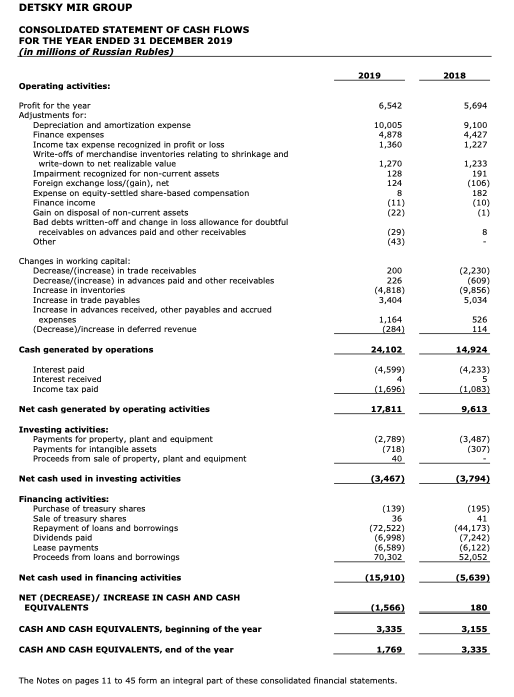 DETSKY MIR GROUP
CONSOLIDATED STATEMENT OF CASH FLOWS
FOR THE YEAR ENDED 31 DECEMBER 2019
(in millions of Russian Rubles)
2019 2018
Operating activities:
Profit for the year 6,542 5,694
Adjustments for:
Depreciation and amortization expense 10,005 9,100
Finance expenses 4,878 4,427
Income tax expense recognized in profit or loss 1,360 1,227
Write-offs of merchandise inventories relating to shrinkage and
write-down to net realizable value 1,270 1,233
Impairment recognized for non-current assets 128 191
Foreign exchange loss/(gain), net 124 (106)
Expense on equity-settled share-based compensation 8 182
Finance income (11) (10)
Gain on disposal of non-current assets (22) (1)
Bad debts written-off and change in loss allowance for doubtful
receivables on advances paid and other receivables (29) 8
Other (43) -
Changes in working capital:
Decrease/(increase) in trade receivables 200 (2,230)
Decrease/(increase) in advances paid and other receivables 226 (609)
Increase in inventories (4,818) (9,856)
Increase in trade payables 3,404 5,034
Increase in advances received, other payables and accrued
expenses 1,164 526
(Decrease)/increase in deferred revenue (284) 114
Cash generated by operations 24,102 14,924
Interest paid (4,599) (4,233)
Interest received 4 5
Income tax paid (1,696) (1,083)
Net cash generated by operating activities 17,811 9,613
Investing activities:
Payments for property, plant and equipment (2,789) (3,487)
Payments for intangible assets (718) (307)
Proceeds from sale of property, plant and equipment 40 -
Net cash used in investing activities (3,467) (3,794)
Financing activities:
Purchase of treasury shares (139) (195)
Sale of treasury shares 36 41
Repayment of loans and borrowings (72,522) (44,173)
Dividends paid (6,998) (7,242)
Lease payments (6,589) (6,122)
Proceeds from loans and borrowings 70,302 52,052
Net cash used in financing activities (15,910) (5,639)
NET (DECREASE)/ INCREASE IN CASH AND CASH
EQUIVALENTS (1,566) 180
CASH AND CASH EQUIVALENTS, beginning of the year 3,335 3,155
CASH AND CASH EQUIVALENTS, end of the year 1,769 3,335
The Notes on pages 11 to 45 form an integral part of these consolidated financial statements.